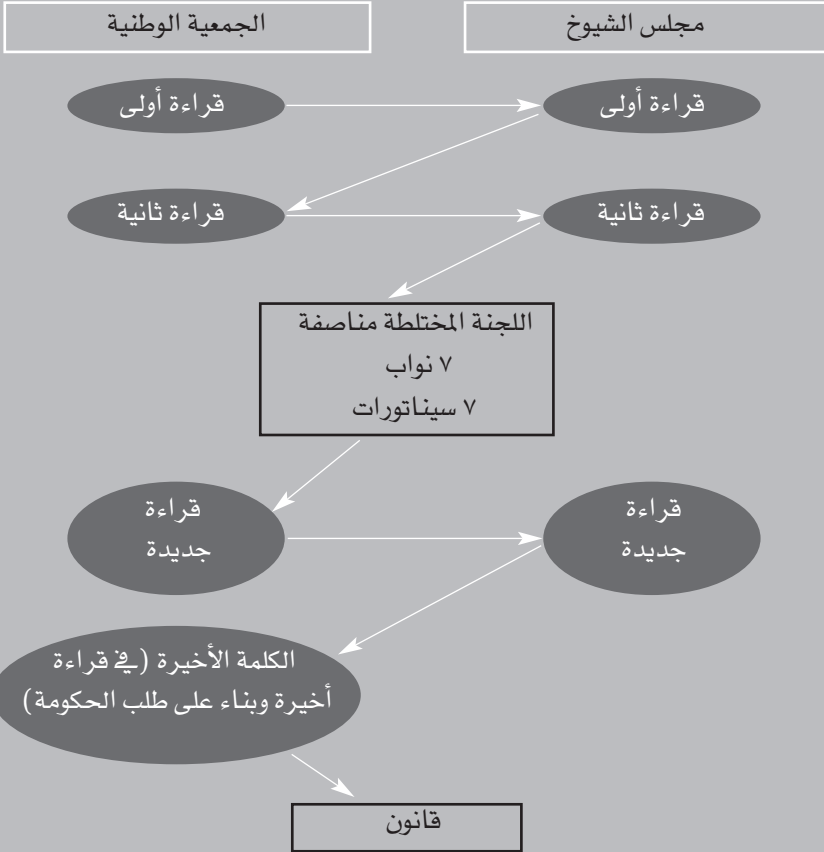 مجلس الشيوخ
الجمعية الوطنية
قراءة أولى
قراءة أولى
قراءة ثانية
قراءة ثانية
اللجنة المختلطة مناصفة
٧ نواب
٧ سيناتورات
قراءة
جديدة
قراءة
جديدة
الكلمة الأخيرة (في قراءة
أخيرة وبناء على طلب الحكومة)
قانون